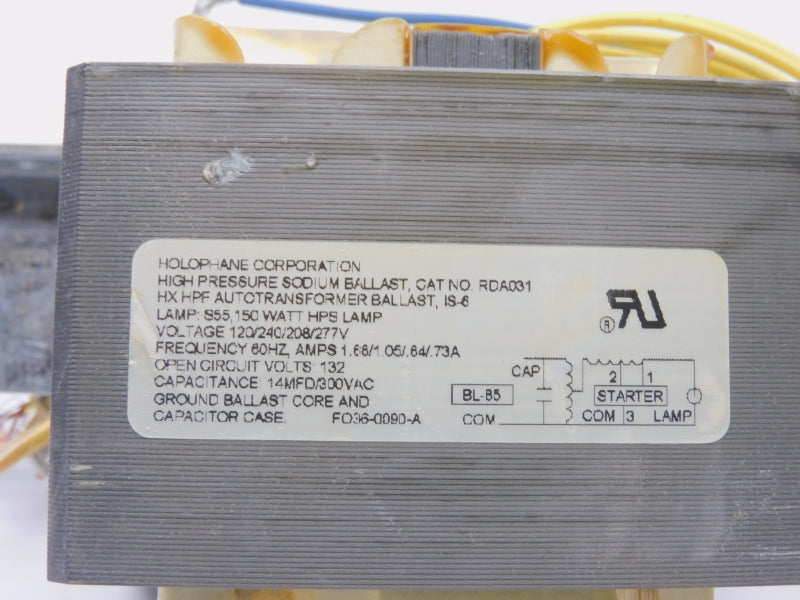 HOLOPHANE CORPORATION
HIGH PRESSURE SODIUM BALLAST, CAT NO. RDA031
HX HPF AUTOTRANSFORMER BALLAST, IS-6
LAMP: S55,150 WATT HPS LAMP
VOLTAGE 120/240/208/277V
FREQUENCY 60HZ, AMPS 1.66/1.05/.84/.73A
OPEN CIRCUIT VOLTS: 132
CAPACITANCE: 14MFD/300VAC
GROUND BALLAST CORE AND
CAPACITOR CASE. FO36-0090-A
® RU
CAP 2 1
BL-85 STARTER
COM COM 3 LAMP